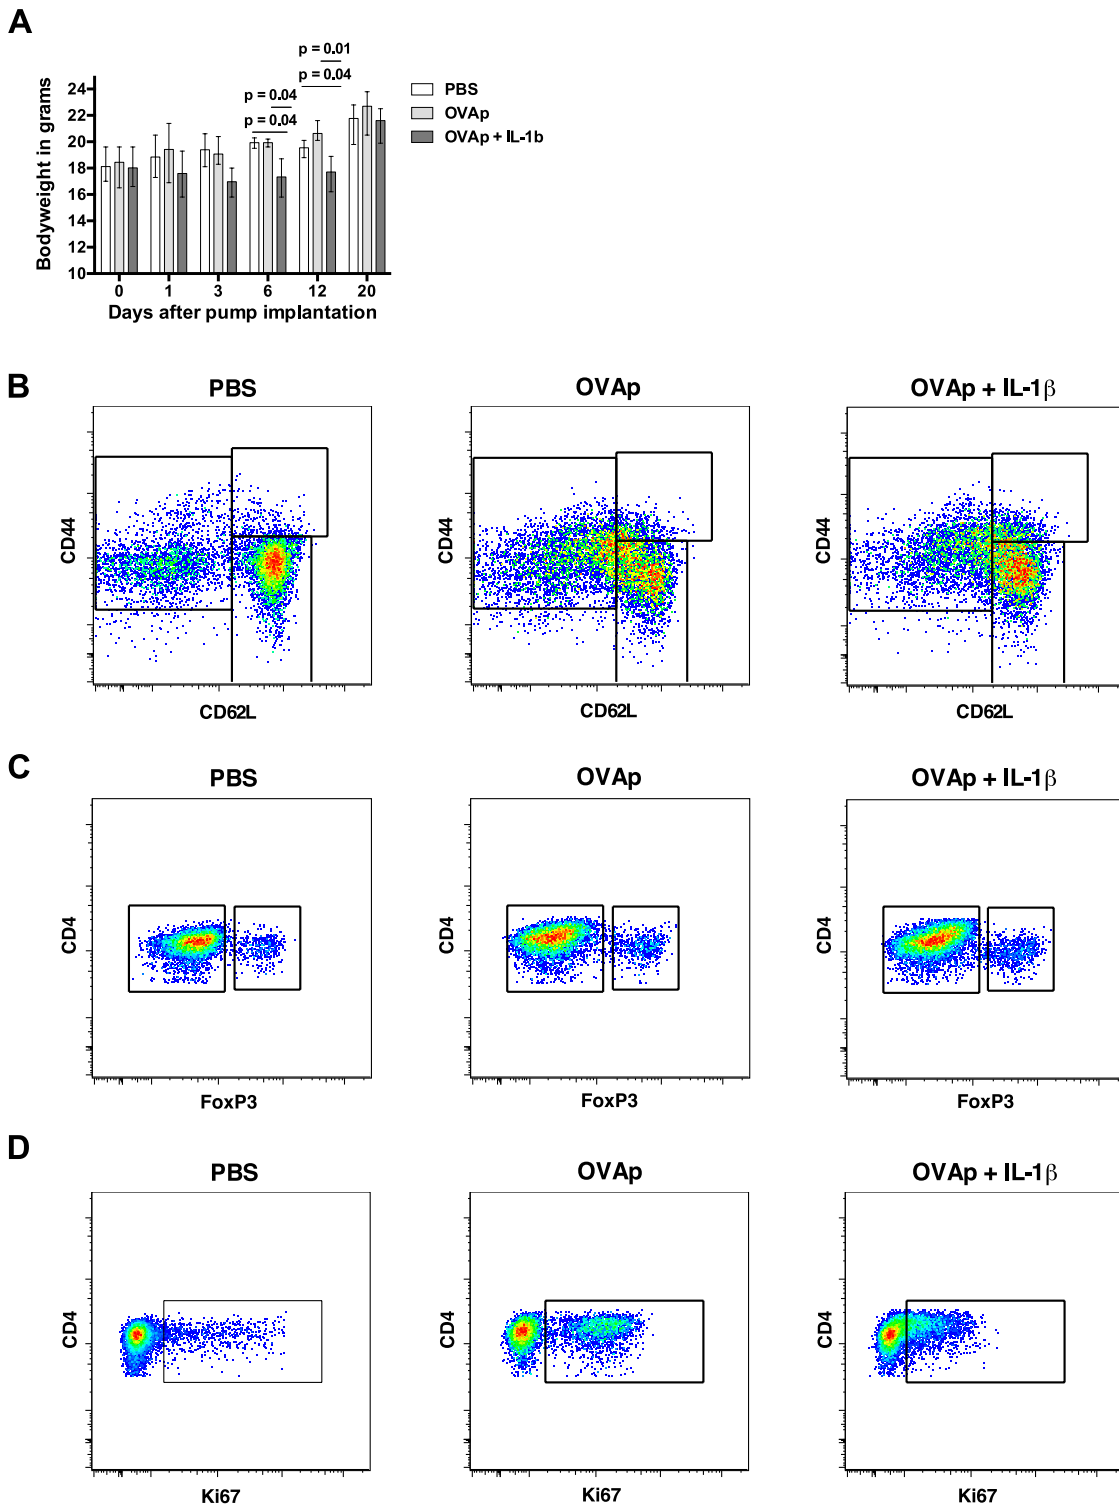 A
p = 0.01
p = 0.04
p = 0.04
p = 0.04
24
22
20
18
16
14
12
10
Bodyweight in grams
0 1 3 6 12 20
Days after pump implantation
PBS
OVAp
OVAp + IL-1b
B
PBS OVAp OVAp + IL-1β
CD44 CD44 CD44
CD62L CD62L CD62L
C
PBS OVAp OVAp + IL-1β
CD4 CD4 CD4
FoxP3 FoxP3 FoxP3
D
PBS OVAp OVAp + IL-1β
CD4 CD4 CD4
Ki67 Ki67 Ki67